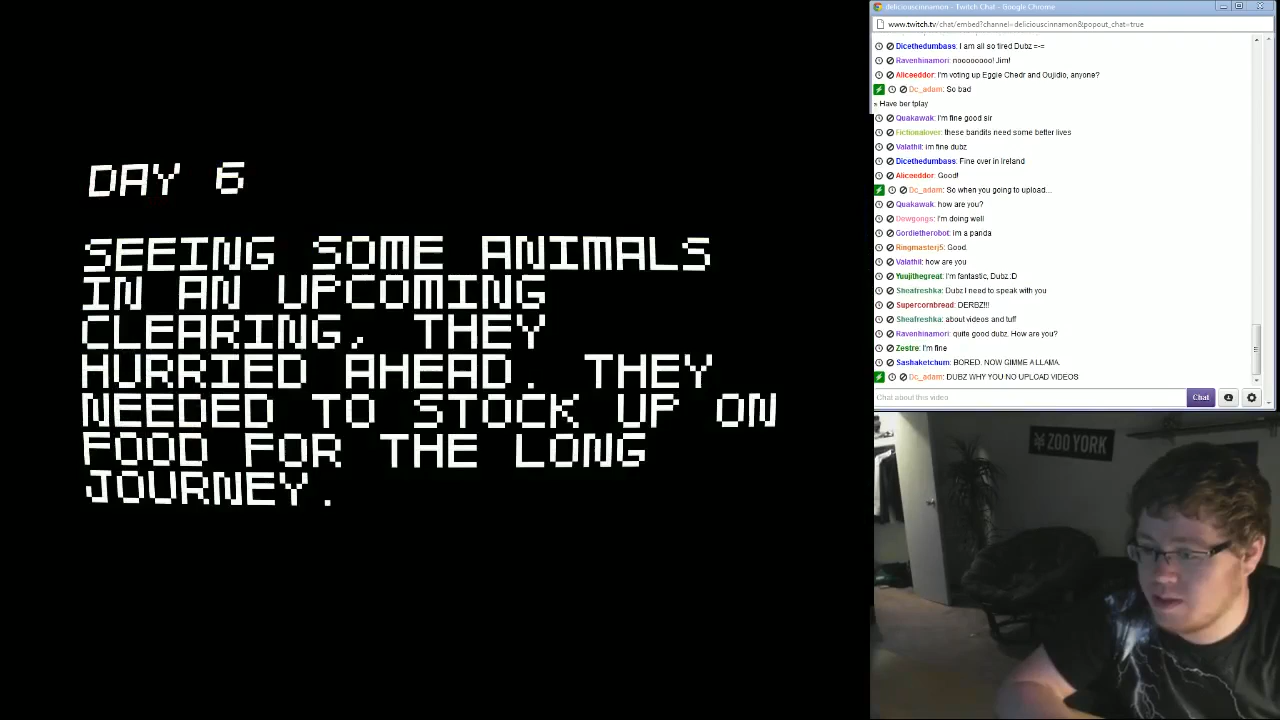 DAY 6
SEEING SOME ANIMALS
IN AN UPCOMING
CLEARING, THEY
HURRIED AHEAD. THEY
NEEDED TO STOCK UP ON
FOOD FOR THE LONG
JOURNEY.
deliciouscinnamon - Twitch Chat - Google Chrome
www.twitch.tv/chat/embed?channel=deliciouscinnamon&popout_chat=true
Dicethedumbass: I am all so tired Dubz =-=
Ravenhinamori: noooooooo! Jim!
Aliceeddor: I'm voting up Eggie Chedr and Oujidio, anyone?
Dc_adam: So bad
Have ber tplay
Quakawak: I'm fine good sir
Fictionalover: these bandits need some better lives
Valathil: im fine dubz
Dicethedumbass: Fine over in Ireland
Aliceeddor: Good!
Dc_adam: So when you going to upload...
Quakawak: how are you?
Dewgongs: I'm doing well
Gordietherobot: im a panda
Ringmasterj5: Good.
Valathil: how are you
Yuujithegreat: I'm fantastic, Dubz :D
Sheafreshka: Dubz I need to speak with you
Supercornbread: DERBZ!!!
Sheafreshka: about videos and tuff
Ravenhinamori: quite good dubz. How are you?
Zestre: I'm fine
Sashaketchum: BORED. NOW GIMME A LLAMA.
Dc_adam: DUBZ WHY YOU NO UPLOAD VIDEOS
Chat about this video
Chat
ZOO YORK